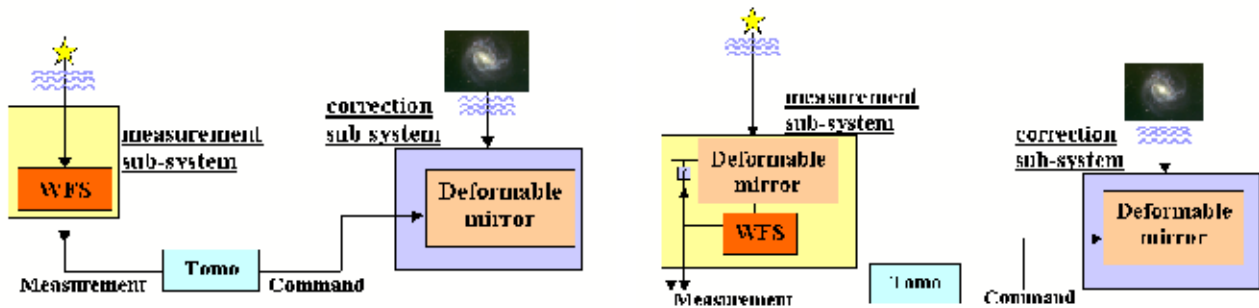 correction
sub system
measurement
sub-system
WFS
Deformable
mirror
Tomo
Measurement
Command
measurement
sub-system
Deformable
mirror
WFS
correction
sub-system
Deformable
mirror
Tomo
Measurement
Command